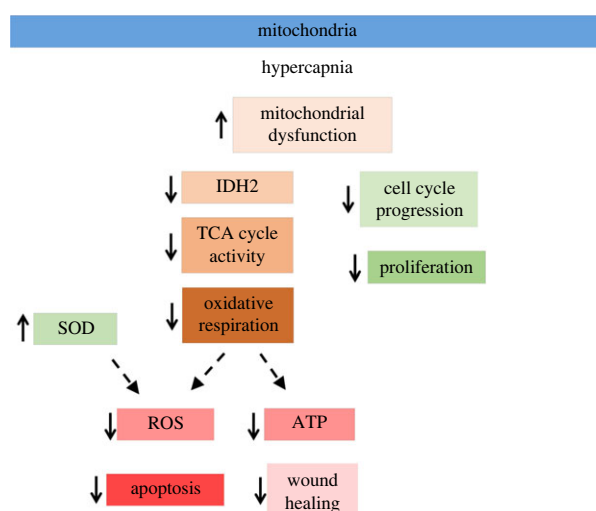 mitochondria
hypercapnia
mitochondrial
dysfunction
IDH2
cell cycle
progression
TCA cycle
activity
proliferation
oxidative
respiration
SOD
ROS
ATP
apoptosis
wound
healing